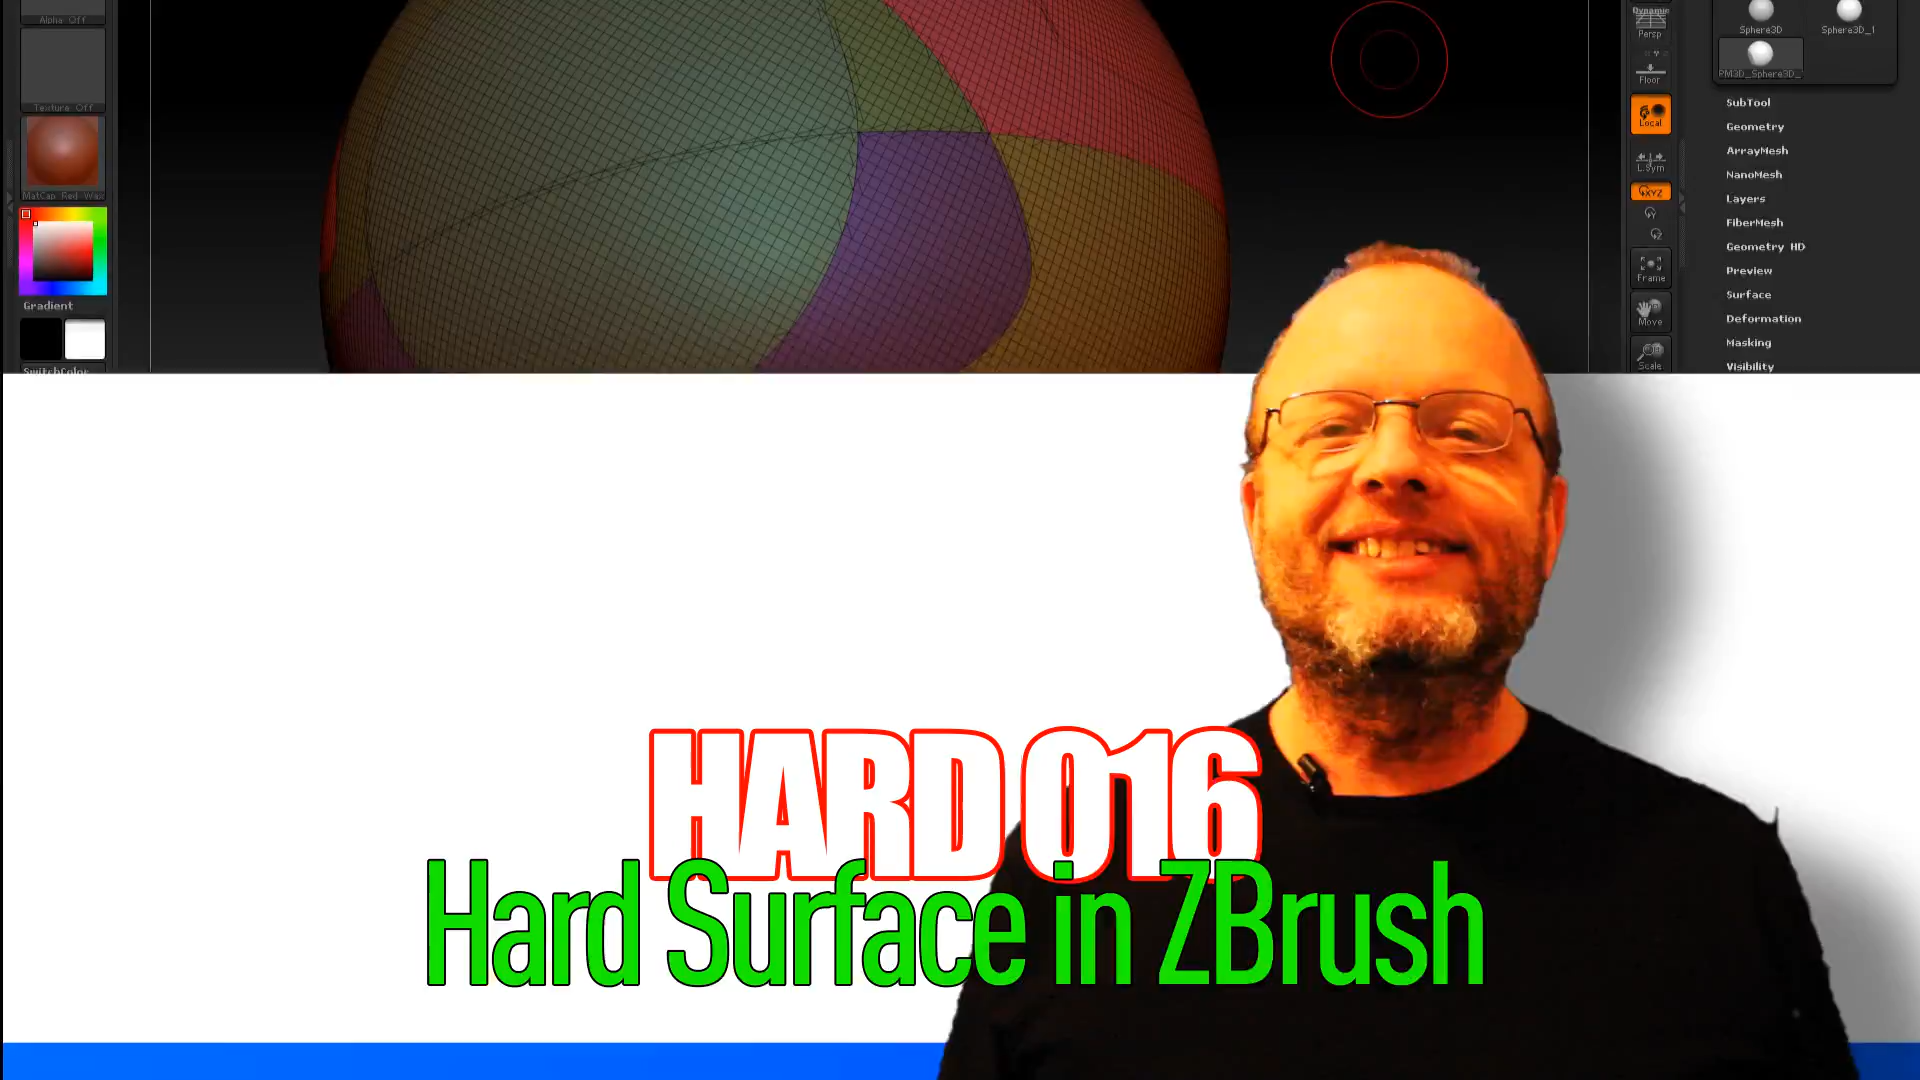 Alpha Off
Texture Off
MatCap Red Wax
Gradient
SwitchColor
Dynamic
Persp
Floor
Local
L.Sym
XYZ
Y
Z
Frame
Move
Scale
Sphere3D
Sphere3D_1
PM3D_Sphere3D_
SubTool
Geometry
ArrayMesh
NanoMesh
Layers
FiberMesh
Geometry HD
Preview
Surface
Deformation
Masking
Visibility
HARD 016
Hard Surface in ZBrush